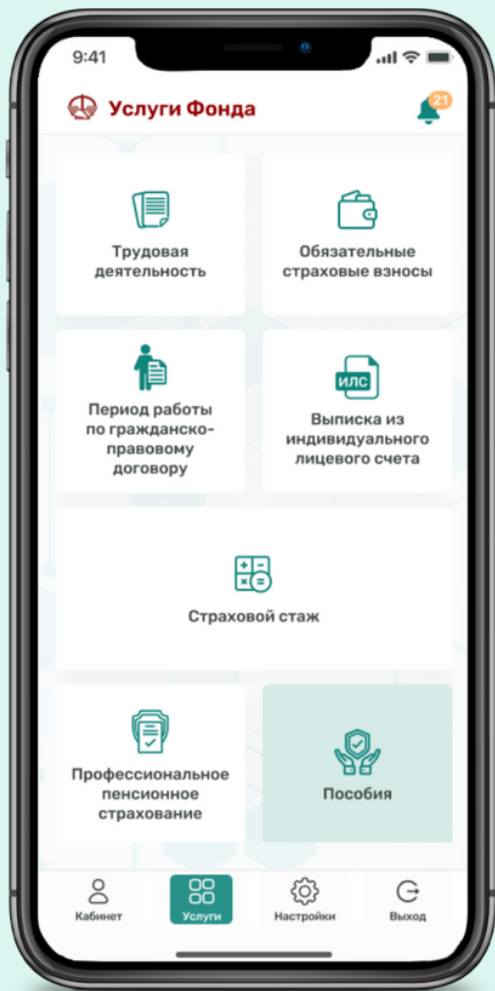 9:41
Услуги Фонда
21
Трудовая
деятельность
Обязательные
страховые взносы
Период работы
по гражданско-
правовому
договору
ИЛС
Выписка из
индивидуального
лицевого счета
Страховой стаж
Профессиональное
пенсионное
страхование
Пособия
Кабинет
Услуги
Настройки
Выход